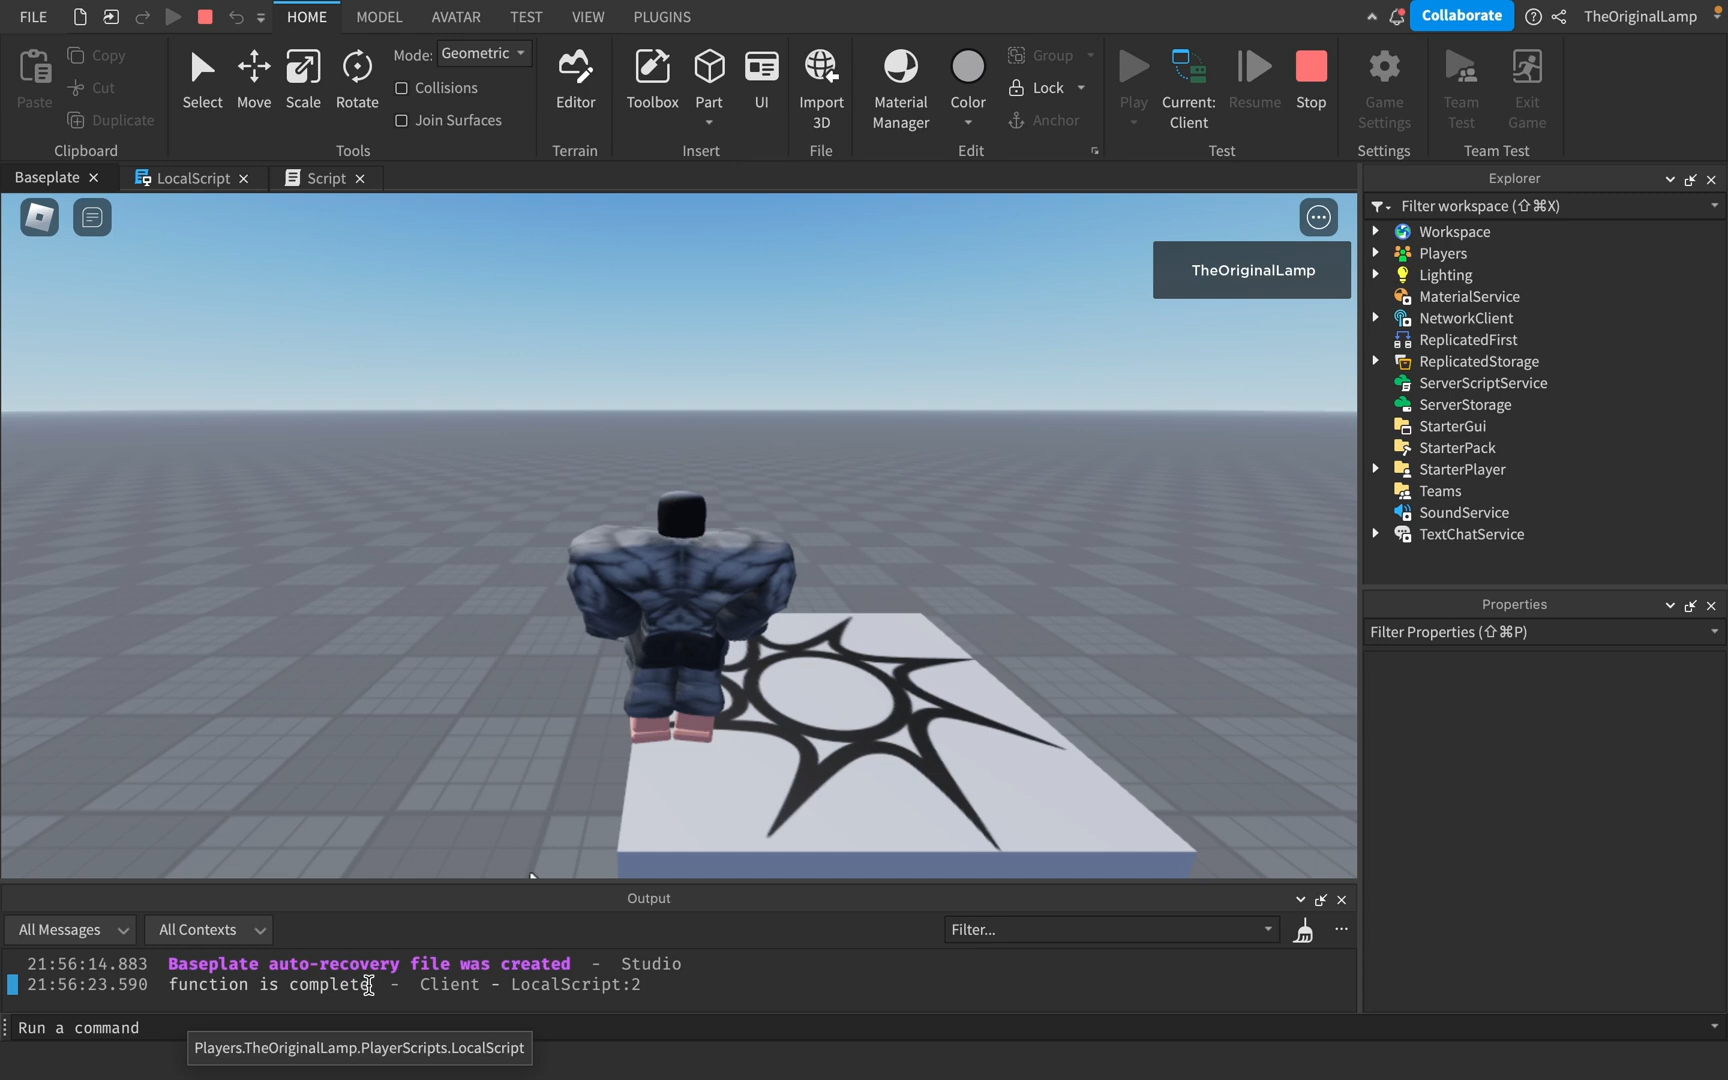 FILE HOME MODEL AVATAR TEST VIEW PLUGINS Collaborate TheOriginalLamp
Paste Copy Cut Duplicate
Select Move Scale Rotate
Mode: Geometric
Collisions
Join Surfaces
Editor Toolbox Part UI
Import 3D
Material Manager
Color
Group
Lock
Anchor
Play
Current: Client
Resume Stop
Game Settings
Team Test
Exit Game
Clipboard Tools Terrain Insert File Edit Test Settings Team Test
Baseplate LocalScript Script
TheOriginalLamp
Explorer
Filter workspace (⇧⌘X)
Workspace
Players
Lighting
MaterialService
NetworkClient
ReplicatedFirst
ReplicatedStorage
ServerScriptService
ServerStorage
StarterGui
StarterPack
StarterPlayer
Teams
SoundService
TextChatService
Properties
Filter Properties (⇧⌘P)
Output
All Messages All Contexts Filter...
21:56:14.883 Baseplate auto-recovery file was created - Studio
21:56:23.590 function is complete - Client - LocalScript:2
Run a command
Players.TheOriginalLamp.PlayerScripts.LocalScript